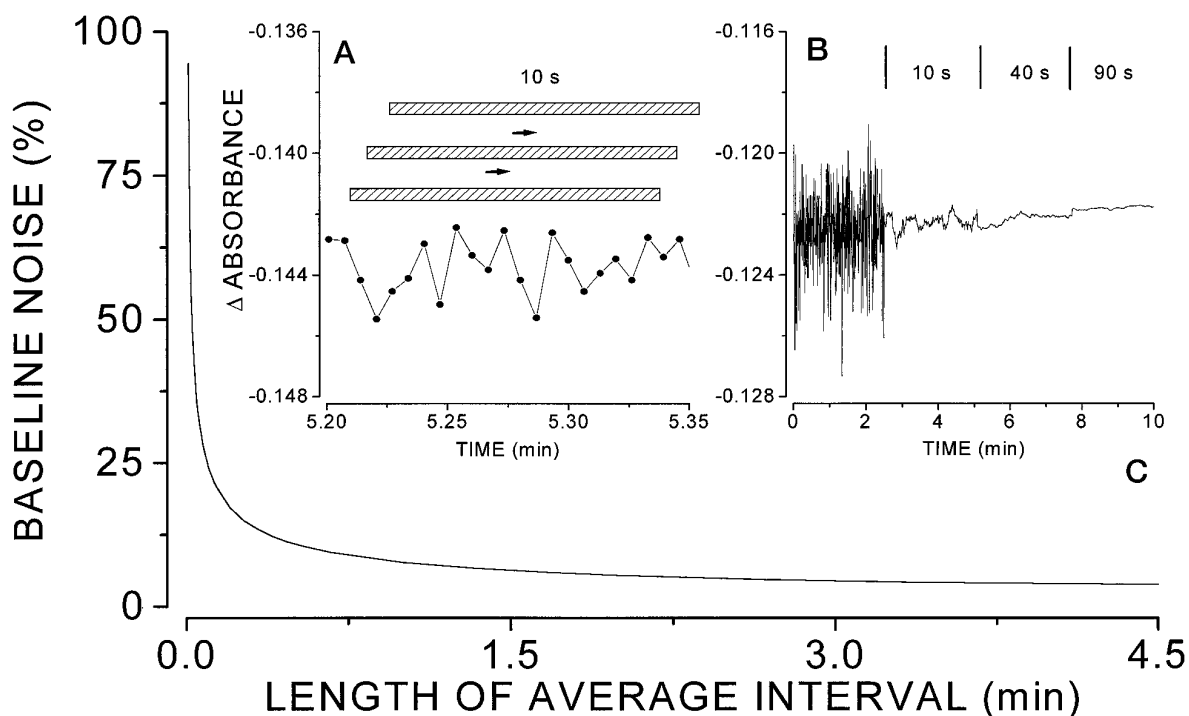 100
75
50
25
0
BASELINE NOISE (%)
0.0
1.5
3.0
4.5
LENGTH OF AVERAGE INTERVAL (min)
A
-0.136
-0.140
-0.144
-0.148
Δ ABSORBANCE
10 s
5.20
5.25
5.30
5.35
TIME (min)
B
-0.116
-0.120
-0.124
-0.128
10 s
40 s
90 s
0
2
4
6
8
10
TIME (min)
C